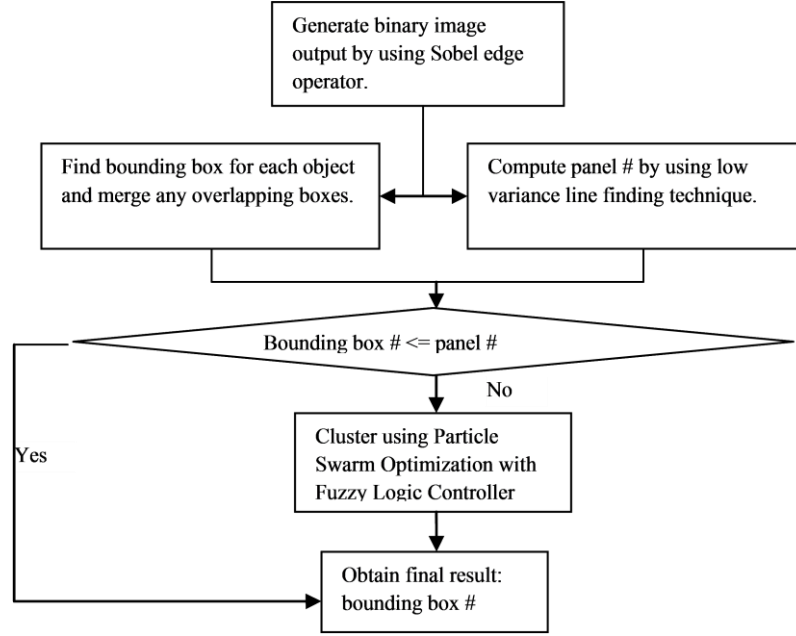 Generate binary image
output by using Sobel edge
operator.
Find bounding box for each object
and merge any overlapping boxes.
Compute panel # by using low
variance line finding technique.
Bounding box # <= panel #
No
Yes
Cluster using Particle
Swarm Optimization with
Fuzzy Logic Controller
Obtain final result:
bounding box #